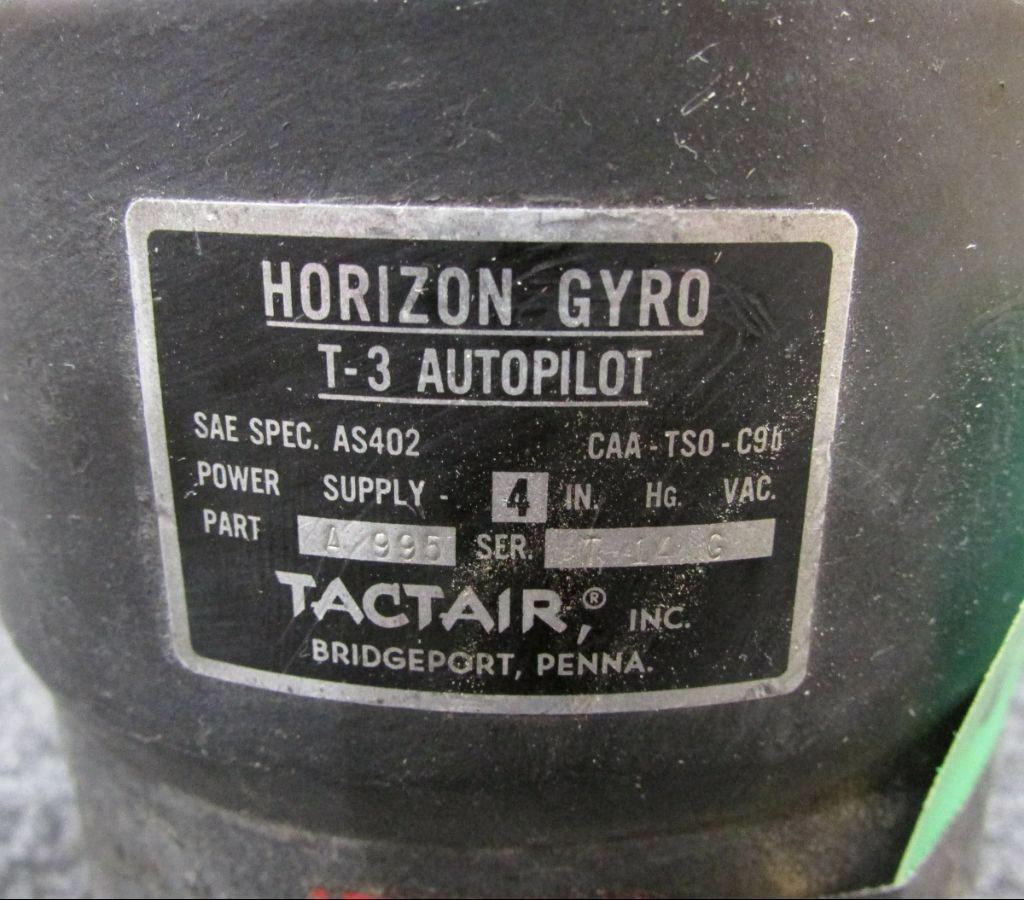 HORIZON GYRO
T-3 AUTOPILOT
SAE SPEC. AS402 CAA-TSO-C9b
POWER SUPPLY- 4 IN. HG. VAC.
PART A 995 SER. T 14 G
TACTAIR,® INC.
BRIDGEPORT, PENNA.